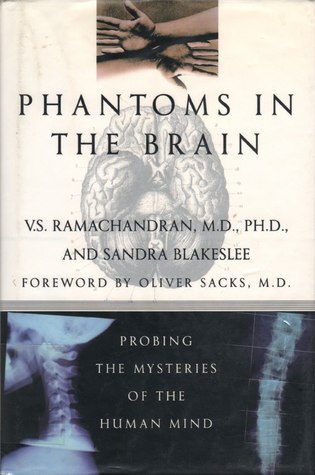 PHANTOMS IN
THE BRAIN
V.S. RAMACHANDRAN, M.D., PH.D.,
AND SANDRA BLAKESLEE
FOREWORD BY OLIVER SACKS, M.D.
PROBING
THE MYSTERIES
OF THE
HUMAN MIND